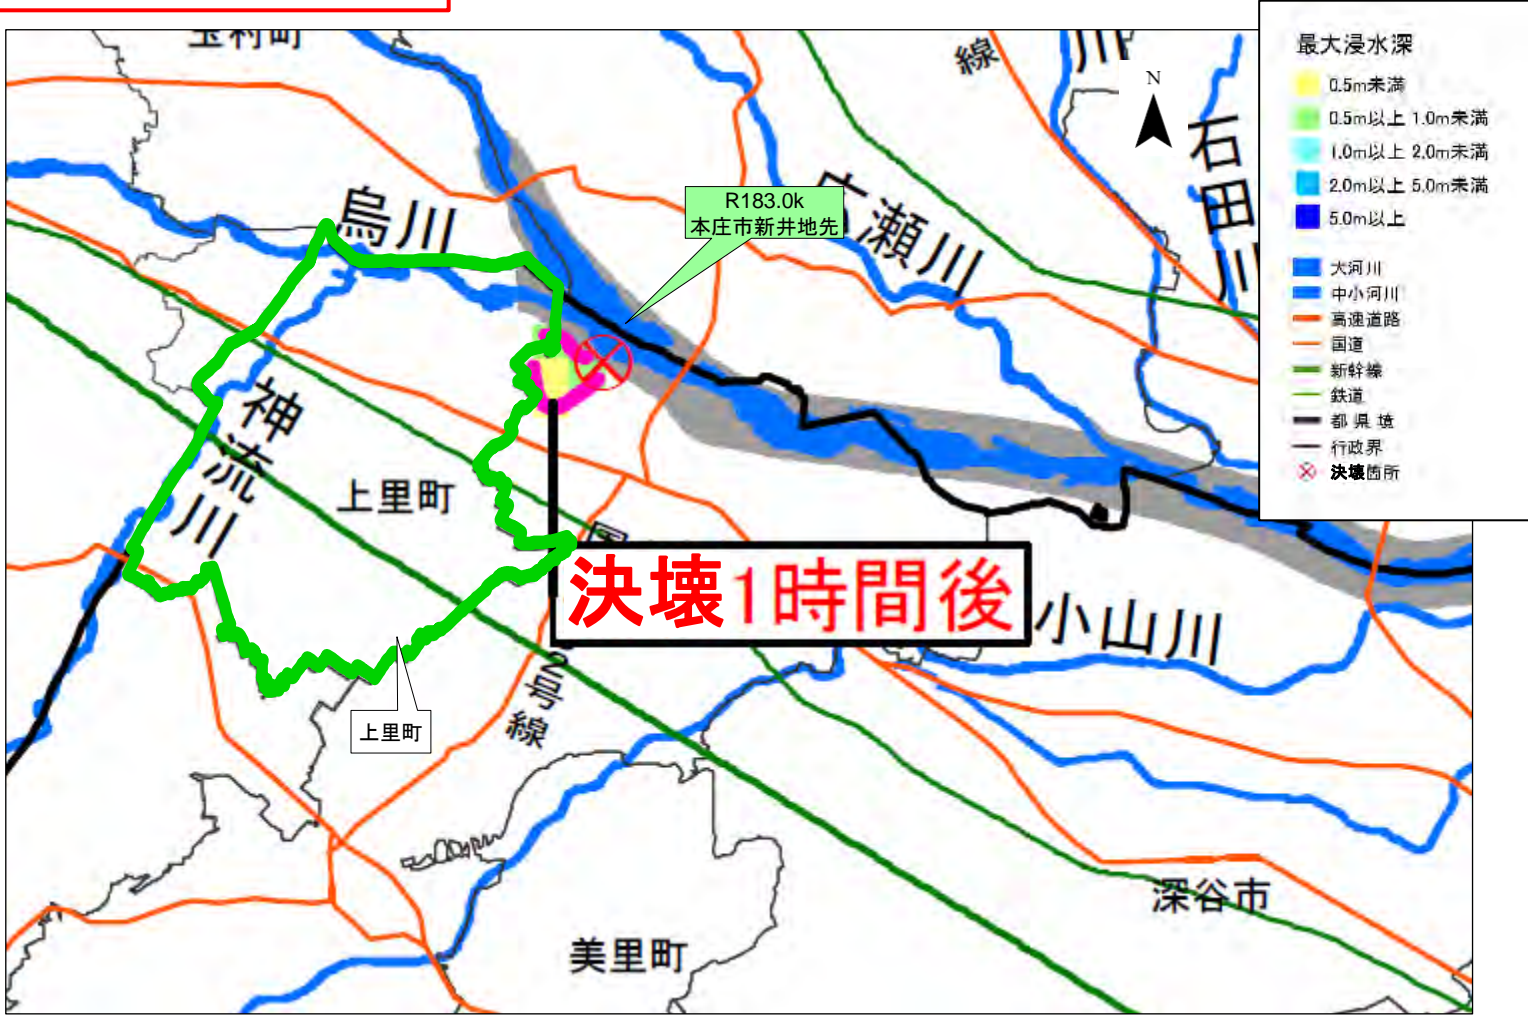 玉村町
線
川
N
烏川
R183.0k
本庄市新井地先
広瀬川
石田川
神流川
上里町
国
決壊1時間後
2号線
小山川
上里町
深谷市
美里町
最大浸水深
0.5m未満
0.5m以上 1.0m未満
1.0m以上 2.0m未満
2.0m以上 5.0m未満
5.0m以上
大河川
中小河川
高速道路
国道
新幹線
鉄道
都県境
行政界
決壊箇所